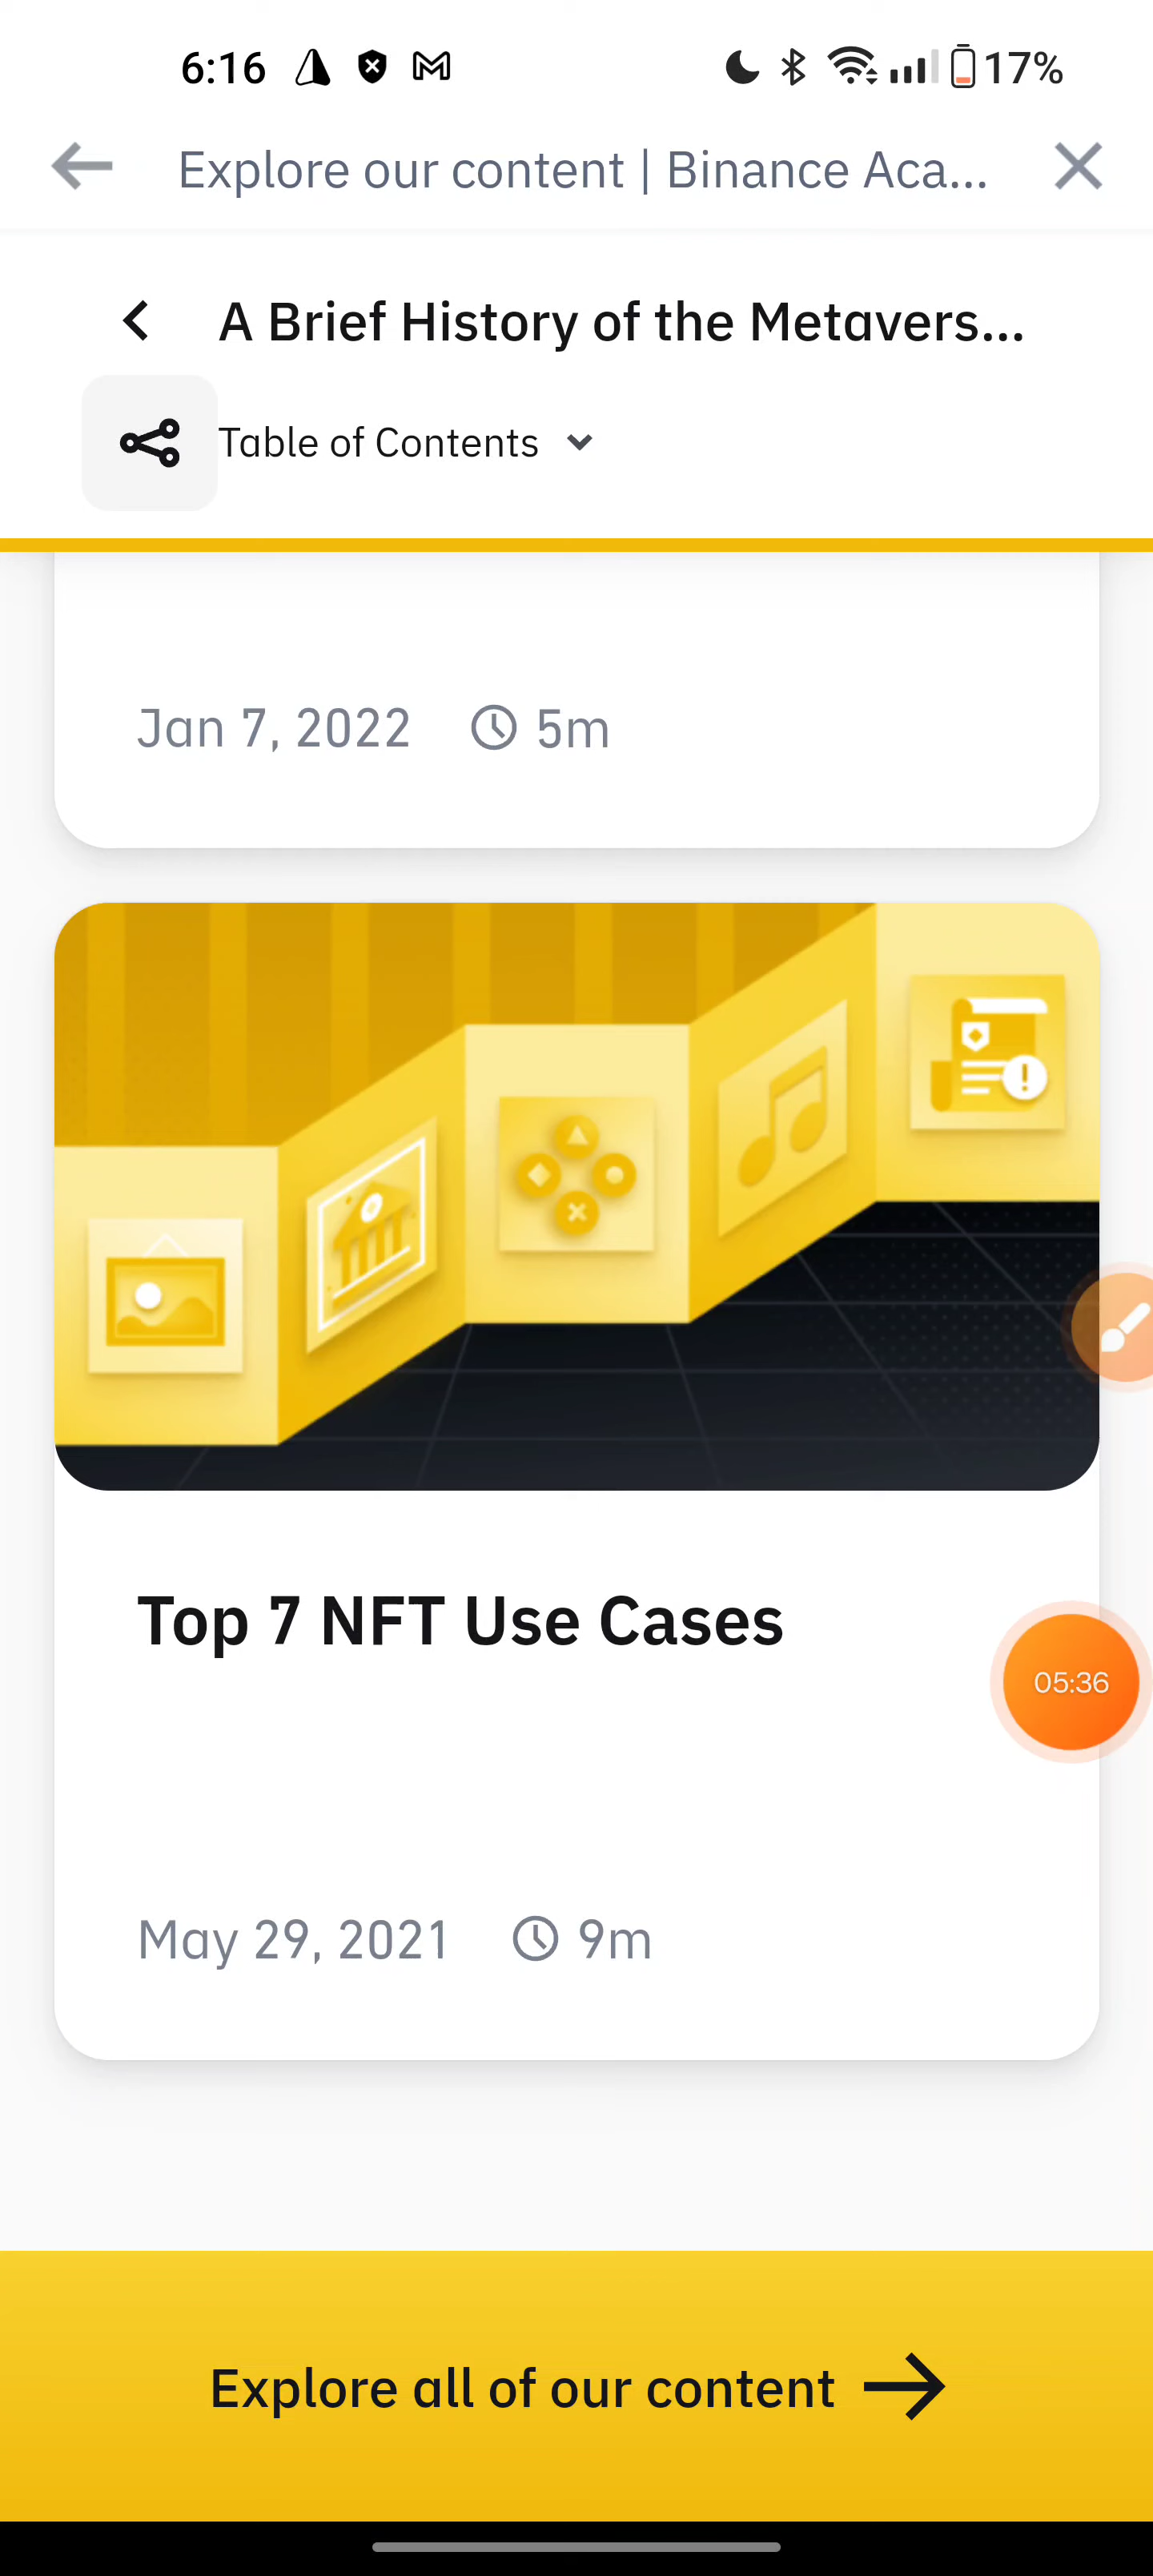 6:16
17%
Explore our content | Binance Aca...
A Brief History of the Metavers...
Table of Contents
Jan 7, 2022 5m
Top 7 NFT Use Cases
05:36
May 29, 2021 9m
Explore all of our content